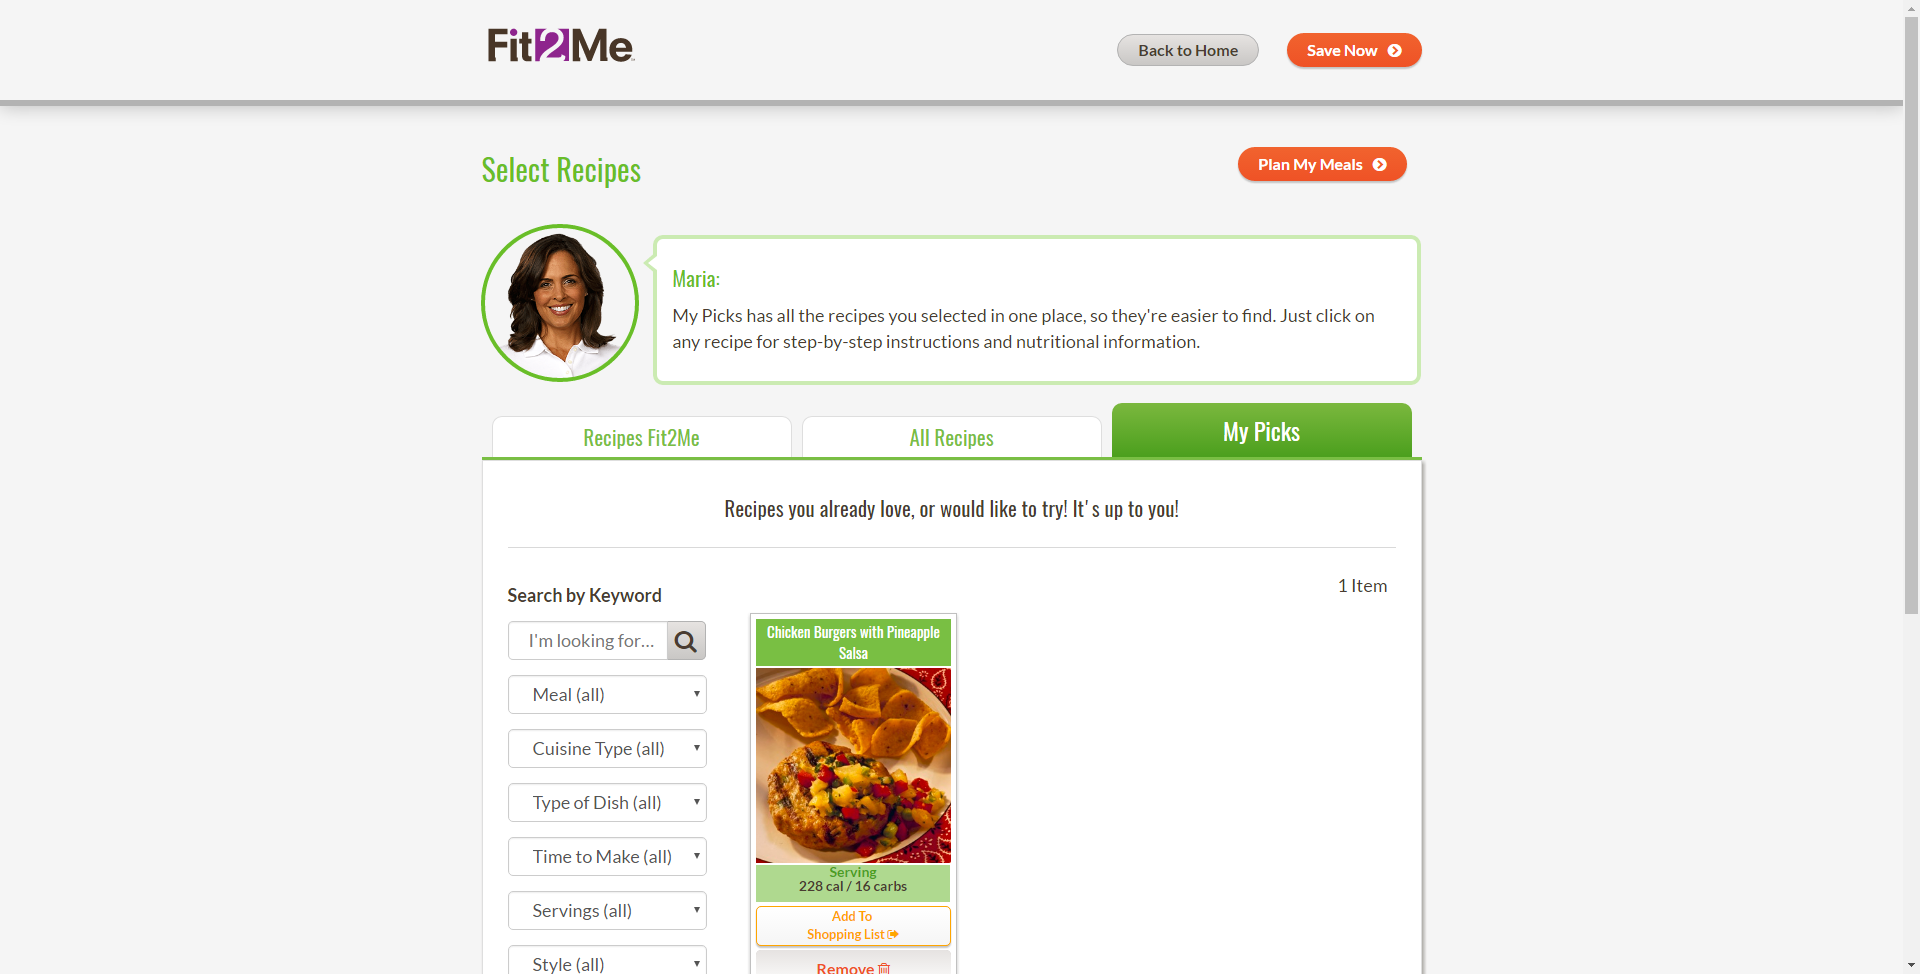 Fit2Me
Back to Home
Save Now
Select Recipes
Plan My Meals
Maria:
My Picks has all the recipes you selected in one place, so they're easier to find. Just click on
any recipe for step-by-step instructions and nutritional information.
Recipes Fit2Me
All Recipes
My Picks
Recipes you already love, or would like to try! It's up to you!
1 Item
Search by Keyword
I'm looking for...
Meal (all)
Cuisine Type (all)
Type of Dish (all)
Time to Make (all)
Servings (all)
Style (all)
Chicken Burgers with Pineapple
Salsa
Serving
228 cal / 16 carbs
Add To
Shopping List
Remove